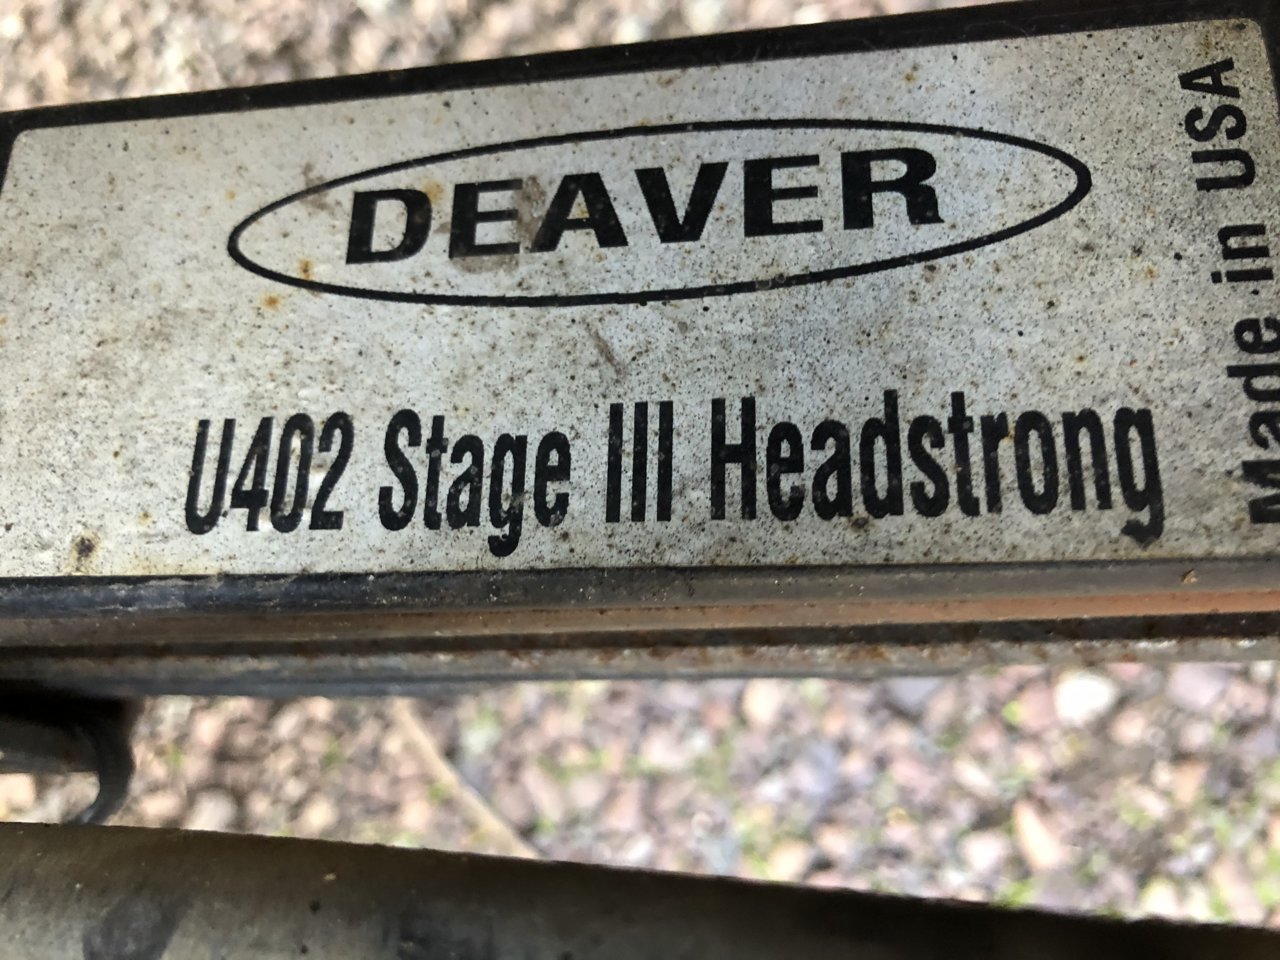 DEAVER
U402 Stage III Headstrong
Made in USA